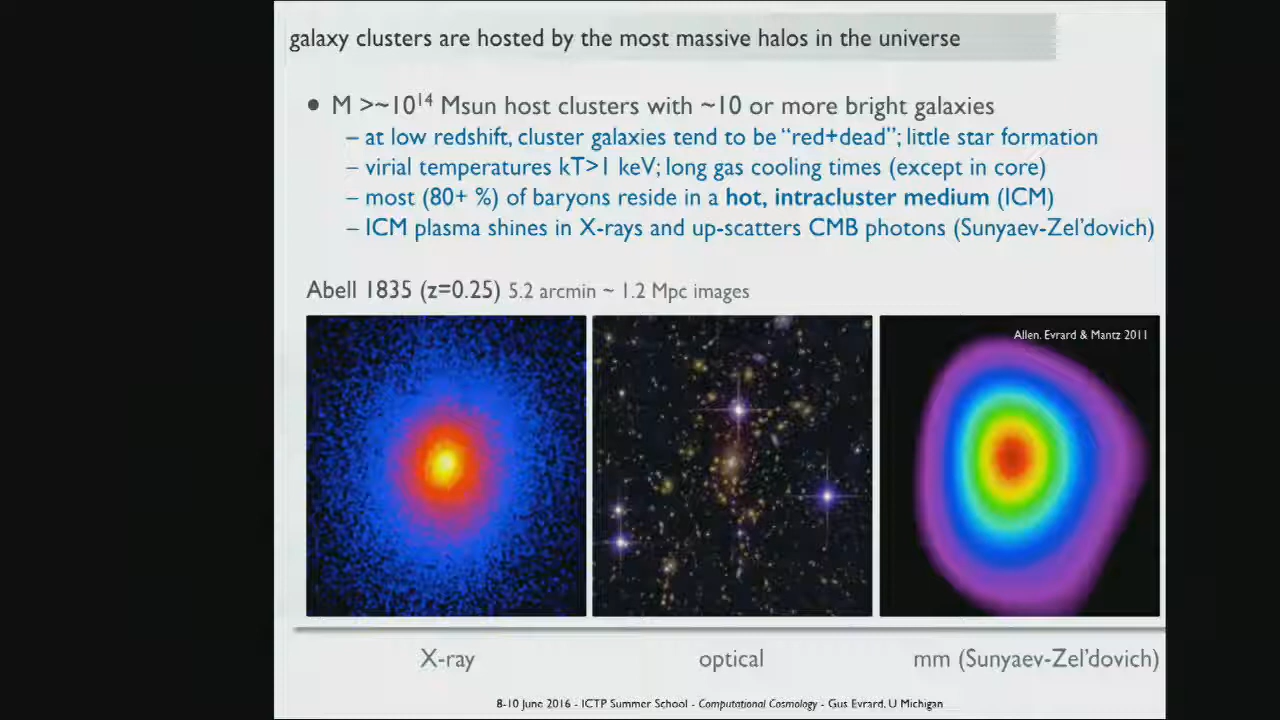 galaxy clusters are hosted by the most massive halos in the universe
• M >~10¹⁴ Msun host clusters with ~10 or more bright galaxies
– at low redshift, cluster galaxies tend to be “red+dead”; little star formation
– virial temperatures kT>1 keV; long gas cooling times (except in core)
– most (80+ %) of baryons reside in a hot, intracluster medium (ICM)
– ICM plasma shines in X-rays and up-scatters CMB photons (Sunyaev-Zel’dovich)
Abell 1835 (z=0.25) 5.2 arcmin ~ 1.2 Mpc images
Allen, Evrard & Mantz 2011
X-ray optical mm (Sunyaev-Zel’dovich)
8-10 June 2016 - ICTP Summer School - Computational Cosmology - Gus Evrard, U Michigan